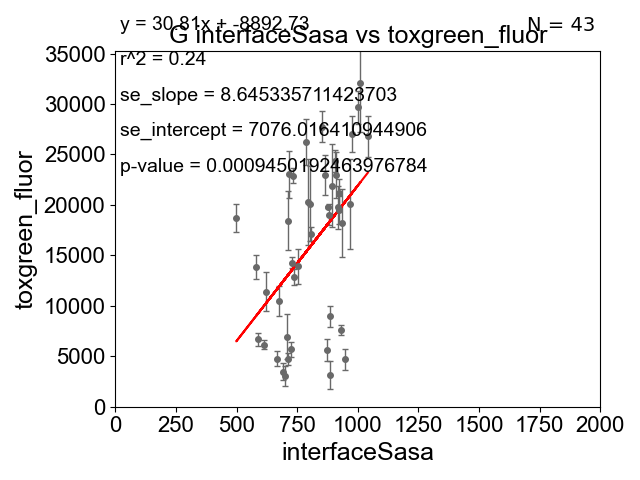 y = 30.81x + -8892.73
N = 43
G interfaceSasa vs toxgreen_fluor
r^2 = 0.24
se_slope = 8.645335711423703
se_intercept = 7076.016410944906
p-value = 0.0009450192463976784
35000
30000
25000
20000
15000
10000
5000
0
toxgreen_fluor
0 250 500 750 1000 1250 1500 1750 2000
interfaceSasa